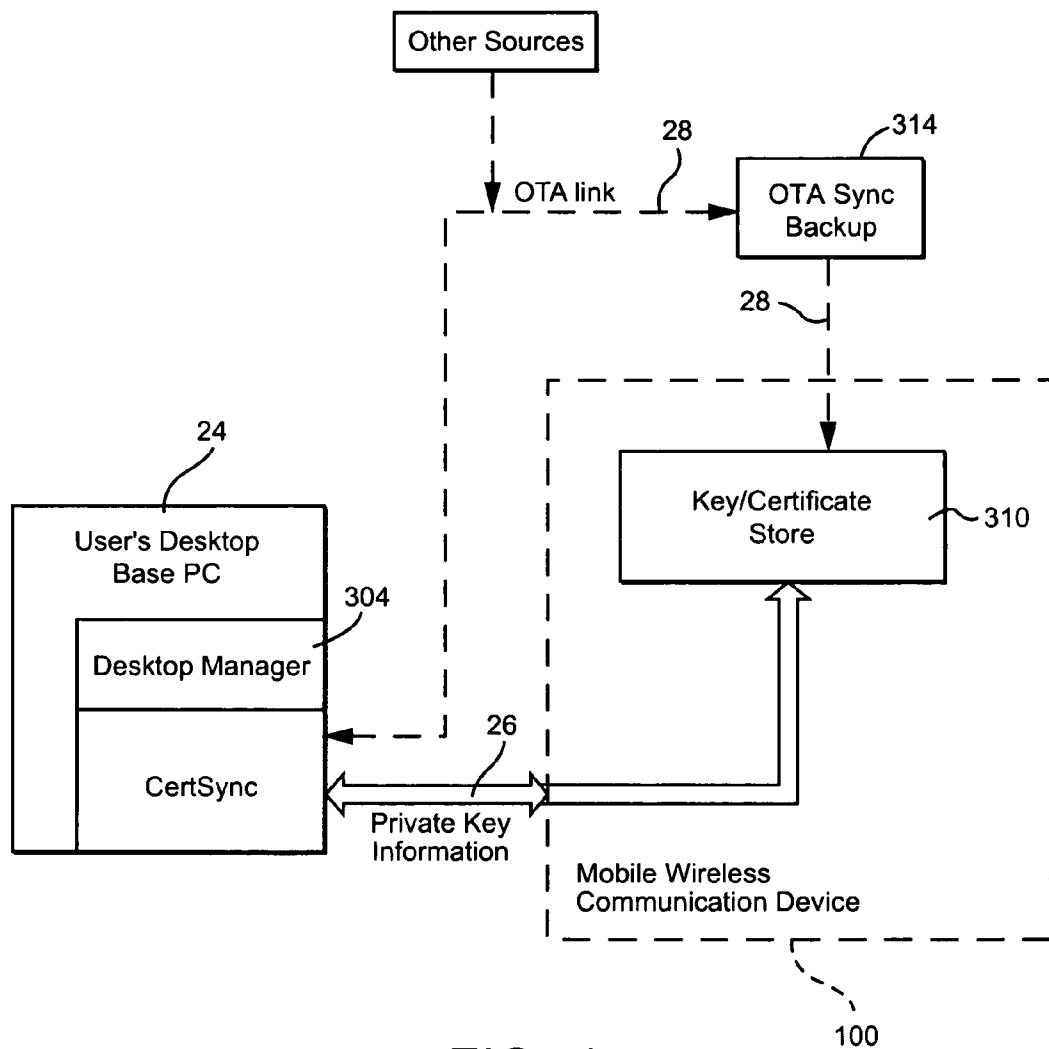 Other Sources
314
28
OTA link
OTA Sync
Backup
28
24
Key/Certificate
Store
310
User's Desktop
Base PC
304
Desktop Manager
26
CertSync
Private Key
Information
Mobile Wireless
Communication Device
100